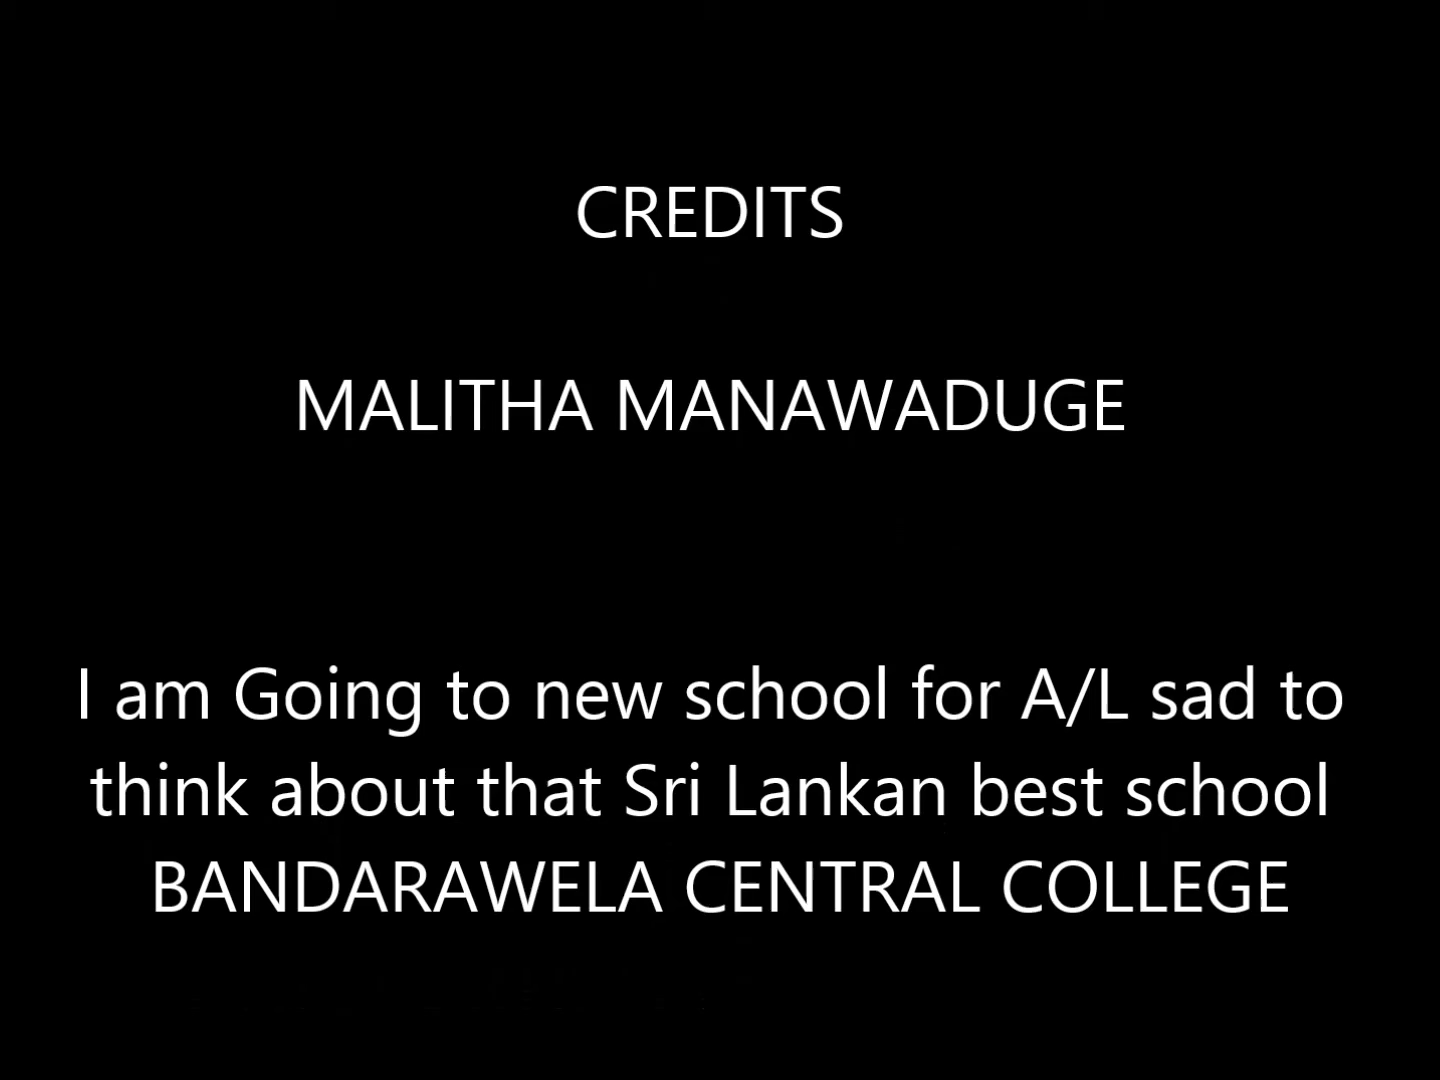 CREDITS
MALITHA MANAWADUGE
I am Going to new school for A/L sad to
think about that Sri Lankan best school
BANDARAWELA CENTRAL COLLEGE